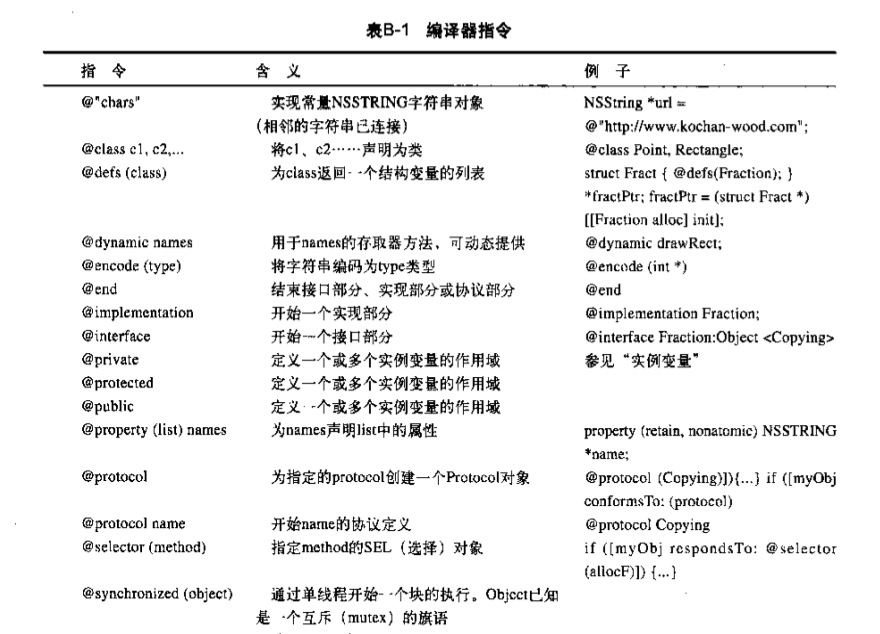 表B-1 编译器指令
指 令 含 义 例 子
@"chars" 实现常量NSSTRING字符串对象 NSString *url =
(相邻的字符串已连接) @"http://www.kochan-wood.com";
@class c1, c2,... 将c1、c2……声明为类 @class Point, Rectangle;
@defs (class) 为class返回一个结构变量的列表 struct Fract { @defs(Fraction); }
*fractPtr; fractPtr = (struct Fract *)
[[Fraction alloc] init];
@dynamic names 用于names的存取器方法，可动态提供 @dynamic drawRect;
@encode (type) 将字符串编码为type类型 @encode (int *)
@end 结束接口部分、实现部分或协议部分 @end
@implementation 开始一个实现部分 @implementation Fraction;
@interface 开始一个接口部分 @interface Fraction:Object <Copying>
@private 定义一个或多个实例变量的作用域 参见“实例变量”
@protected 定义一个或多个实例变量的作用域
@public 定义一个或多个实例变量的作用域
@property (list) names 为names声明list中的属性 property (retain, nonatomic) NSSTRING
*name;
@protocol 为指定的protocol创建一个Protocol对象 @protocol (Copying)]){...} if ([myObj
conformsTo: (protocol)
@protocol name 开始name的协议定义 @protocol Copying
@selector (method) 指定method的SEL（选择）对象 if ([myObj respondsTo: @selector
(allocF)]) {...}
@synchronized (object) 通过单线程开始一个块的执行。Object已知
是一个互斥（mutex）的旗语